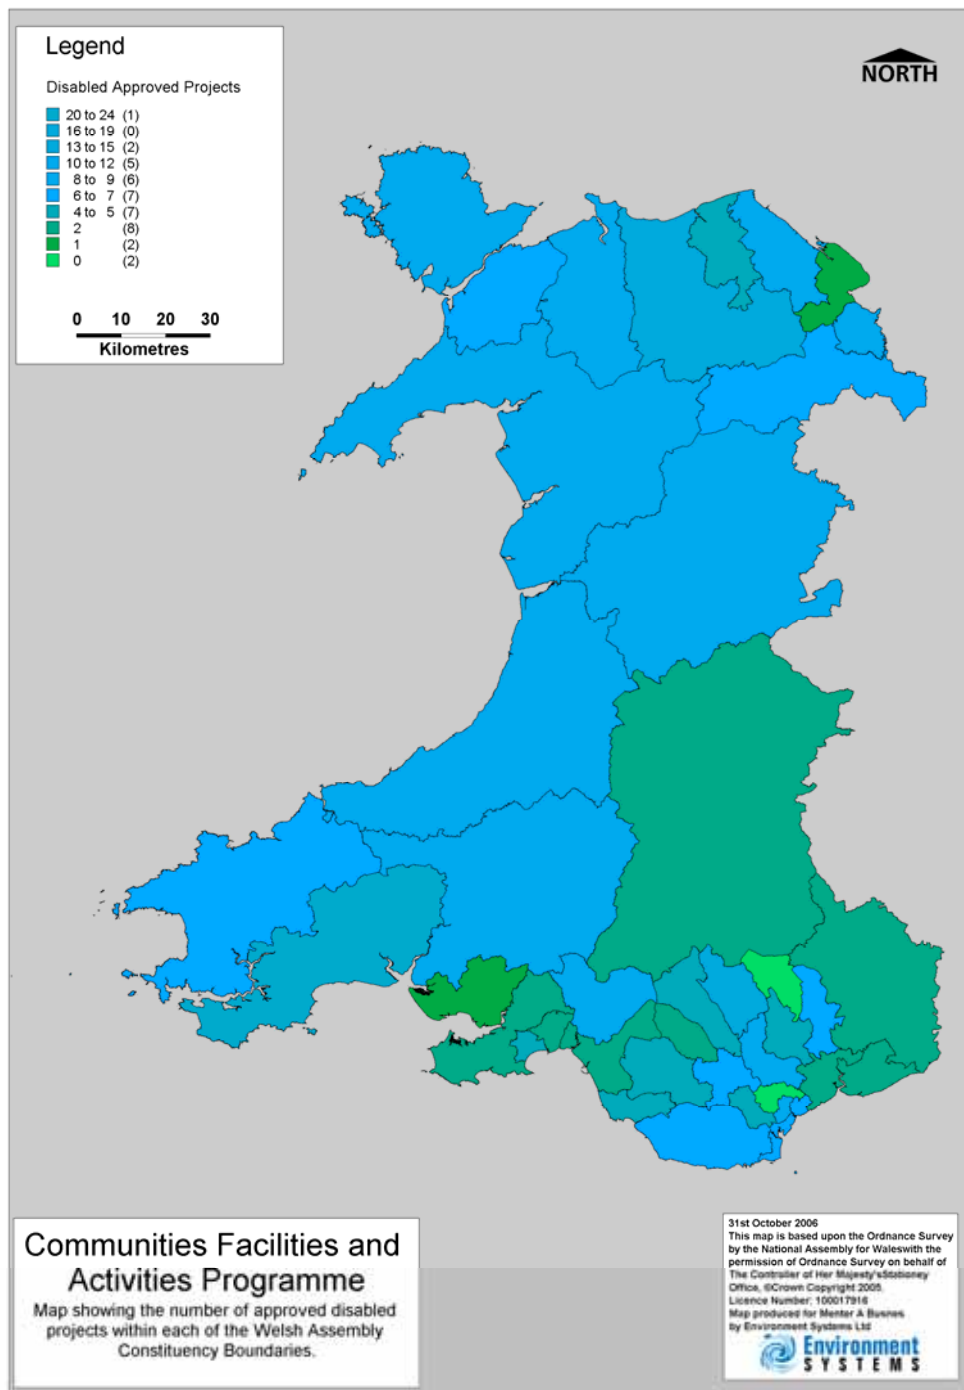 Legend
Disabled Approved Projects
20 to 24 (1)
16 to 19 (0)
13 to 15 (2)
10 to 12 (5)
8 to 9 (6)
6 to 7 (7)
4 to 5 (7)
2 (8)
1 (2)
0 (2)
0 10 20 30
Kilometres
NORTH
Communities Facilities and
Activities Programme
Map showing the number of approved disabled
projects within each of the Welsh Assembly
Constituency Boundaries.
31st October 2006
This map is based upon the Ordnance Survey
by the National Assembly for Waleswith the
permission of Ordnance Survey on behalf of
The Controller of Her Majesty'sStationey
Office, ©Crown Copyright 2005.
Licence Number: 100017916
Map produced for Menter A Busnes
by Environment Systems Ltd
Environment
SYSTEMS